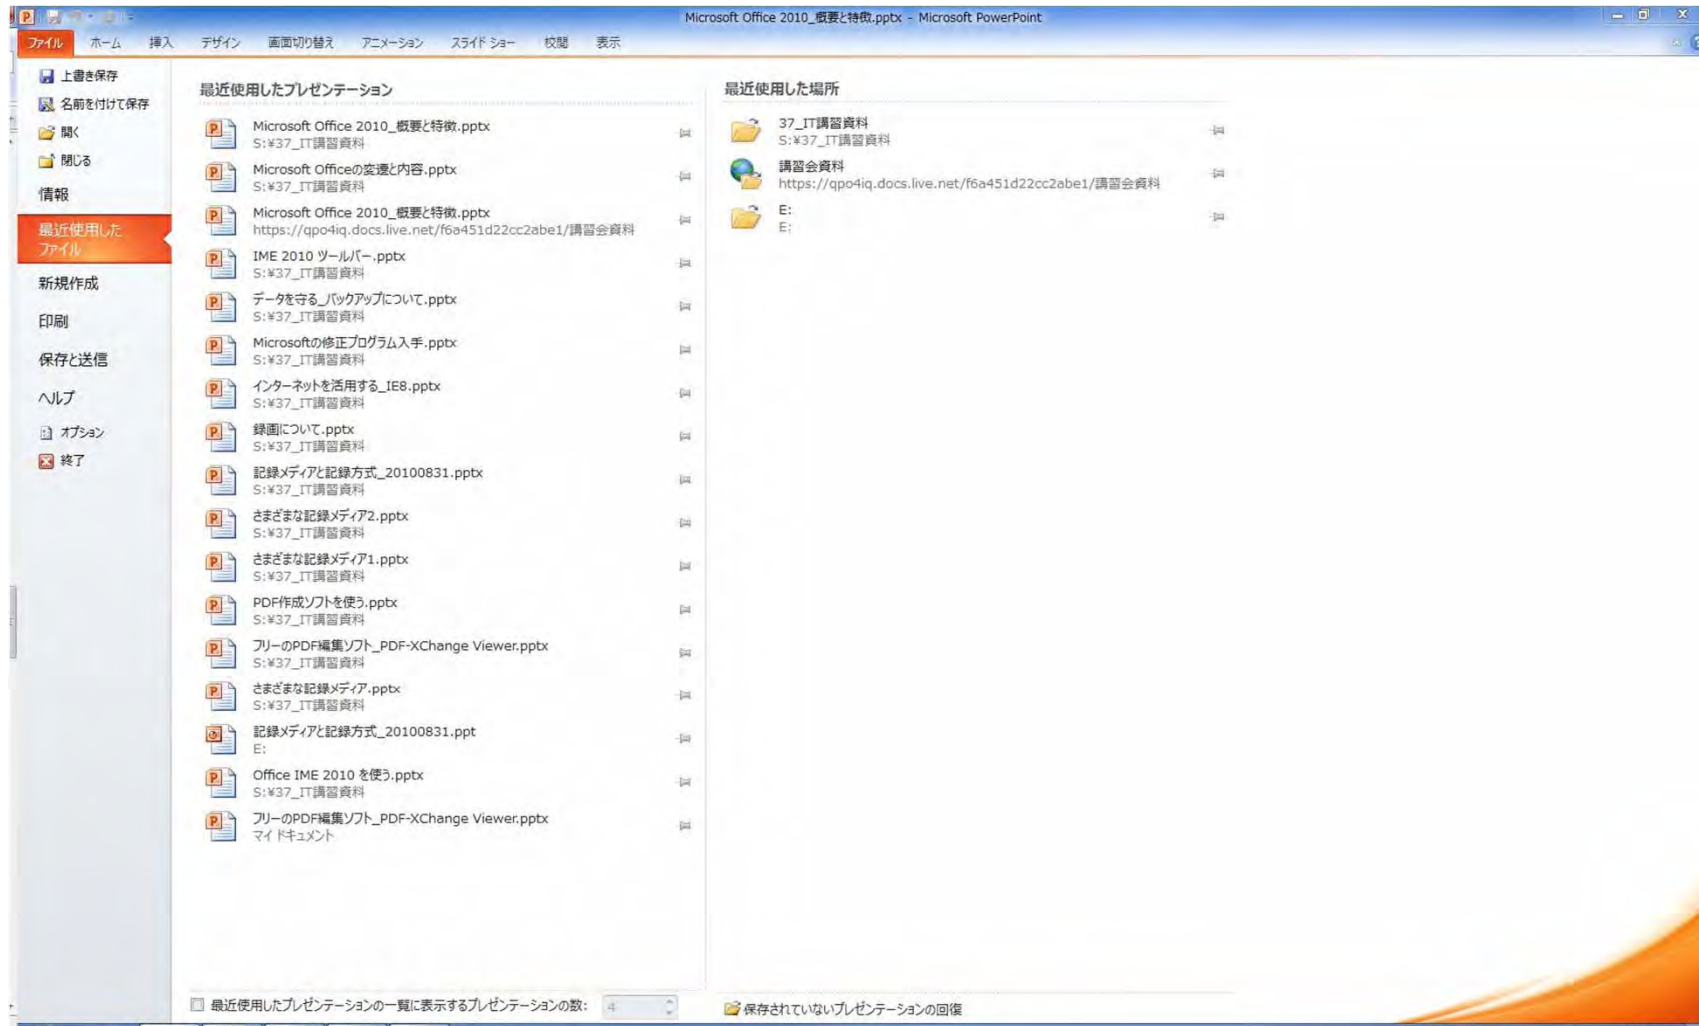 Microsoft Office 2010_概要と特徴.pptx - Microsoft PowerPoint
ファイル ホーム 挿入 デザイン 画面切り替え アニメーション スライド ショー 校閲 表示
上書き保存
名前を付けて保存
開く
閉じる
情報
最近使用した
ファイル
新規作成
印刷
保存と送信
ヘルプ
オプション
終了
最近使用したプレゼンテーション
Microsoft Office 2010_概要と特徴.pptx
S:¥37_IT講習資料
Microsoft Officeの変遷と内容.pptx
S:¥37_IT講習資料
Microsoft Office 2010_概要と特徴.pptx
https://qpo4iq.docs.live.net/f6a451d22cc2abe1/講習会資料
IME 2010 ツールバー.pptx
S:¥37_IT講習資料
データを守る_バックアップについて.pptx
S:¥37_IT講習資料
Microsoftの修正プログラム入手.pptx
S:¥37_IT講習資料
インターネットを活用する_IE8.pptx
S:¥37_IT講習資料
録画について.pptx
S:¥37_IT講習資料
記録メディアと記録方式_20100831.pptx
S:¥37_IT講習資料
さまざまな記録メディア2.pptx
S:¥37_IT講習資料
さまざまな記録メディア1.pptx
S:¥37_IT講習資料
PDF作成ソフトを使う.pptx
S:¥37_IT講習資料
フリーのPDF編集ソフト_PDF-XChange Viewer.pptx
S:¥37_IT講習資料
さまざまな記録メディア.pptx
S:¥37_IT講習資料
記録メディアと記録方式_20100831.ppt
E:
Office IME 2010 を使う.pptx
S:¥37_IT講習資料
フリーのPDF編集ソフト_PDF-XChange Viewer.pptx
マイ ドキュメント
最近使用したプレゼンテーションの一覧に表示するプレゼンテーションの数: 4
最近使用した場所
37_IT講習資料
S:¥37_IT講習資料
講習会資料
https://qpo4iq.docs.live.net/f6a451d22cc2abe1/講習会資料
E:
E:
保存されていないプレゼンテーションの回復